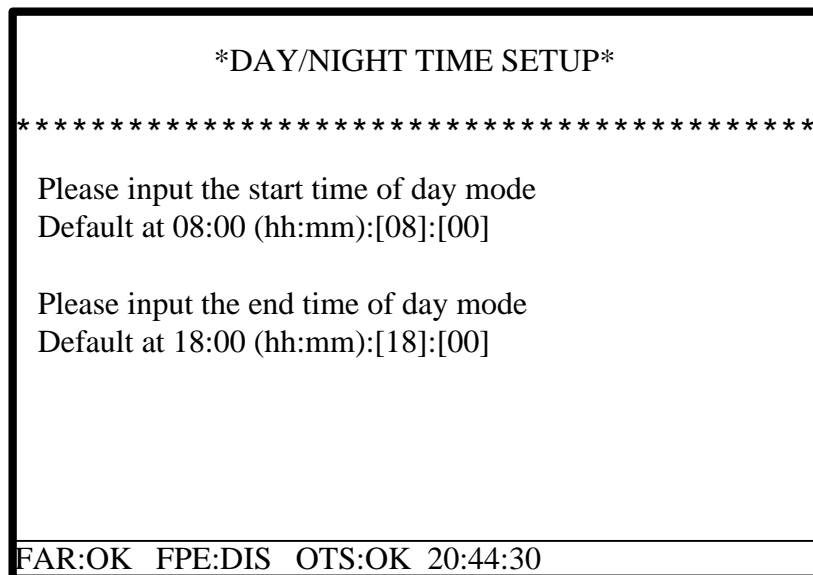 *DAY/NIGHT TIME SETUP*
*******************************************
Please input the start time of day mode
Default at 08:00 (hh:mm):[08]:[00]
Please input the end time of day mode
Default at 18:00 (hh:mm):[18]:[00]
FAR:OK FPE:DIS OTS:OK 20:44:30